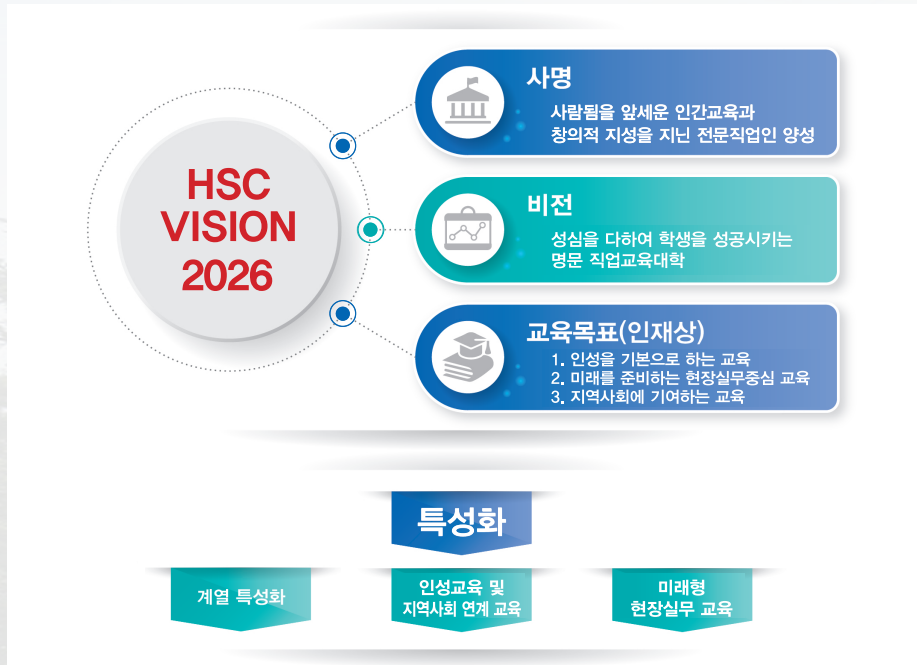 HSC
VISION
2026
사명
사람됨을 앞세운 인간교육과
창의적 지성을 지닌 전문직업인 양성
비전
성심을 다하여 학생을 성공시키는
명문 직업교육대학
교육목표(인재상)
1. 인성을 기본으로 하는 교육
2. 미래를 준비하는 현장실무중심 교육
3. 지역사회에 기여하는 교육
특성화
계열 특성화
인성교육 및
지역사회 연계 교육
미래형
현장실무 교육